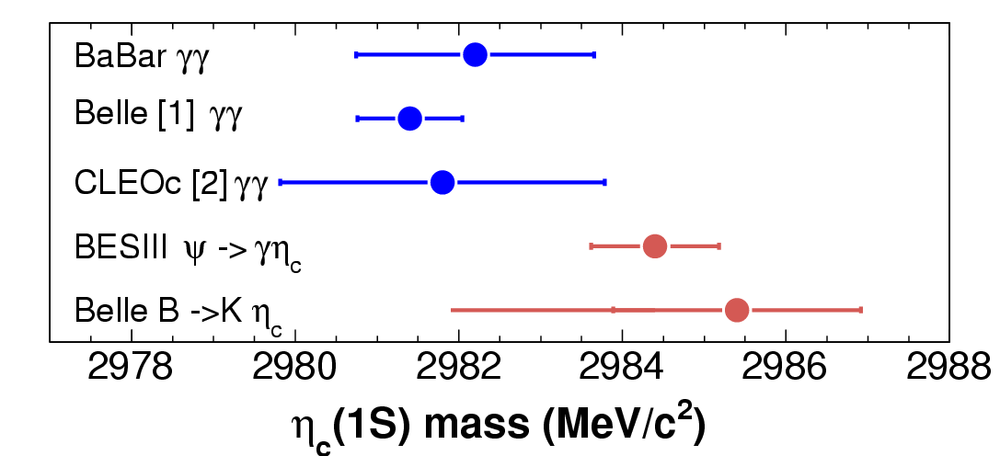 BaBar γγ
Belle [1] γγ
CLEOc [2] γγ
BESIII ψ -> γη_c
Belle B ->K η_c
2978 2980 2982 2984 2986 2988
η_c(1S) mass (MeV/c²)